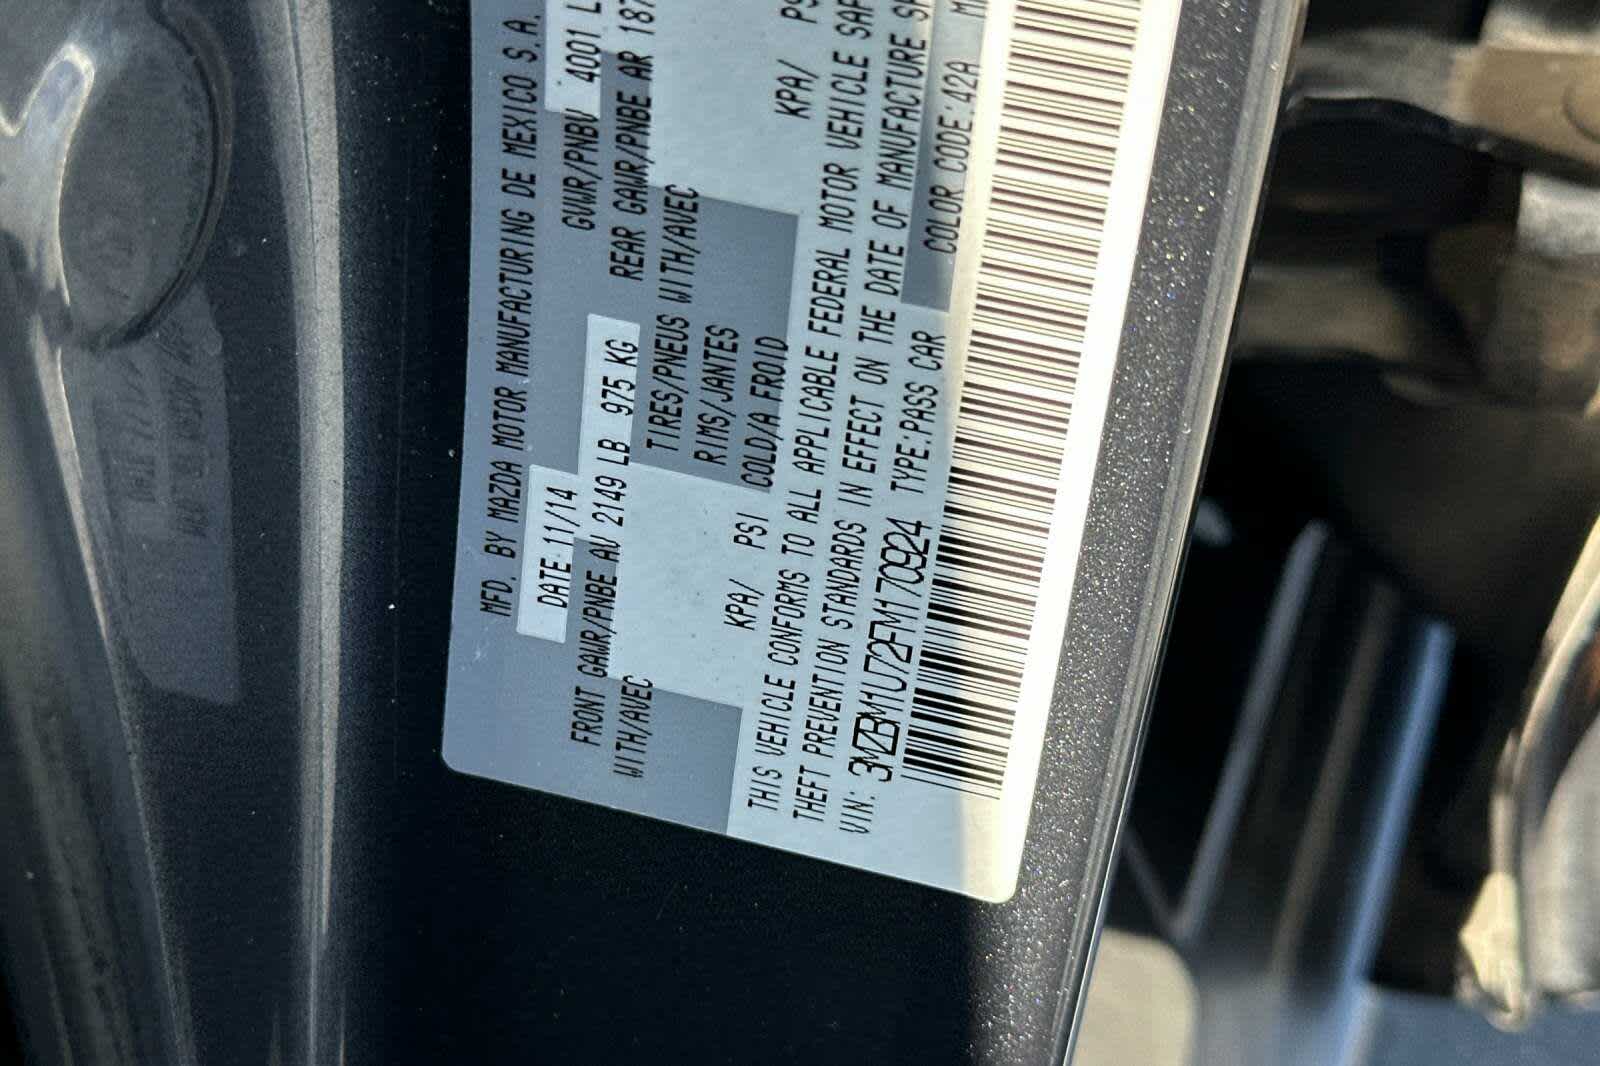 MFD. BY MAZDA MOTOR MANUFACTURING DE MEXICO S.A.
DATE 11/14 GVWR/PNBV 4001 L
FRONT GAWR/PNBE AV 2149 LB 975 KG REAR GAWR/PNBE AR 187
WITH/AVEC TIRES/PNEUS WITH/AVEC
RIMS/JANTES
KPA/ PSI COLD/A FROID KPA/ PS
THIS VEHICLE CONFORMS TO ALL APPLICABLE FEDERAL MOTOR VEHICLE SAF
THEFT PREVENTION STANDARDS IN EFFECT ON THE DATE OF MANUFACTURE SH
VIN: 3MZBM1U72FM170924 TYPE:PASS CAR COLOR CODE:42A M